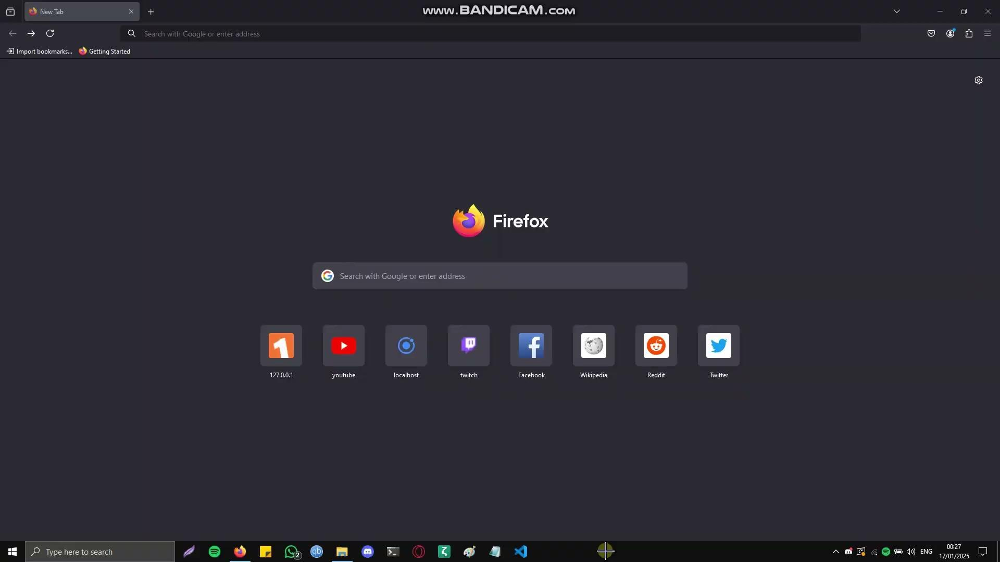 New Tab
www.BANDICAM.com
Search with Google or enter address
Import bookmarks...
Getting Started
Firefox
Search with Google or enter address
127.0.0.1
youtube
localhost
twitch
Facebook
Wikipedia
Reddit
Twitter
Type here to search
2
qb
ENG
00:27
17/01/2025